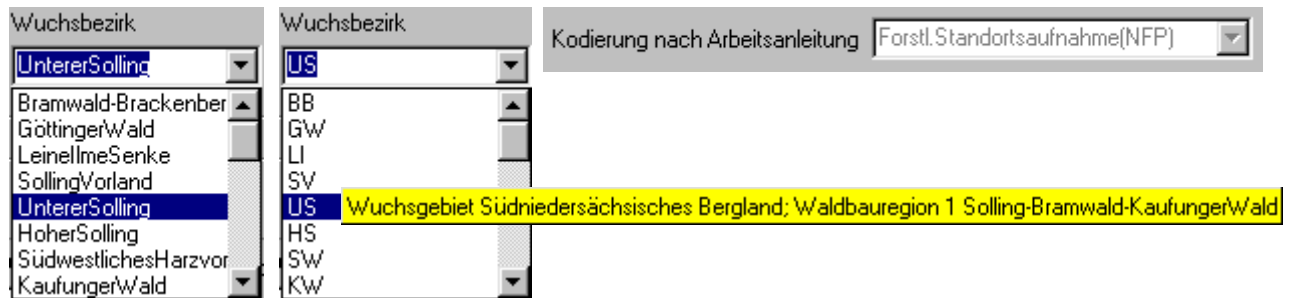 Wuchsbezirk
UntererSolling
Bramwald-Brackenber
GöttingerWald
LeineIlmeSenke
SollingVorland
UntererSolling
HoherSolling
SüdwestlichesHarzvor
KaufungerWald
Wuchsbezirk
US
BB
GW
LI
SV
US
HS
SW
KW
Kodierung nach Arbeitsanleitung Forstl.Standortsaufnahme(NFP)
Wuchsgebiet Südniedersächsisches Bergland; Waldbauregion 1 Solling-Bramwald-KaufungerWald